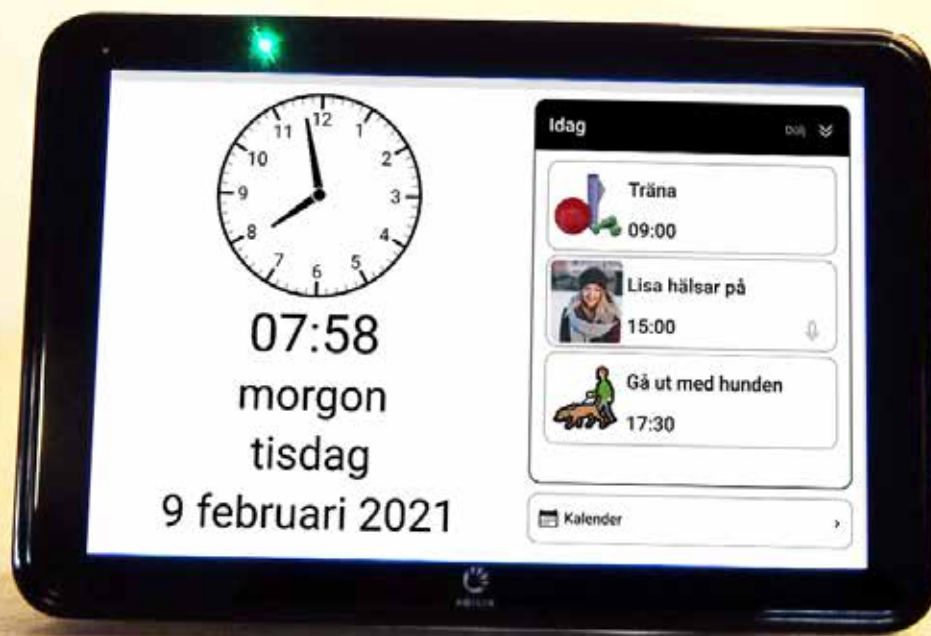 12
1
2
3
4
5
6
7
8
9
10
11
07:58
morgon
tisdag
9 februari 2021
Idag
Dölj
Träna
09:00
Lisa hälsar på
15:00
Gå ut med hunden
17:30
Kalender
ABILIA